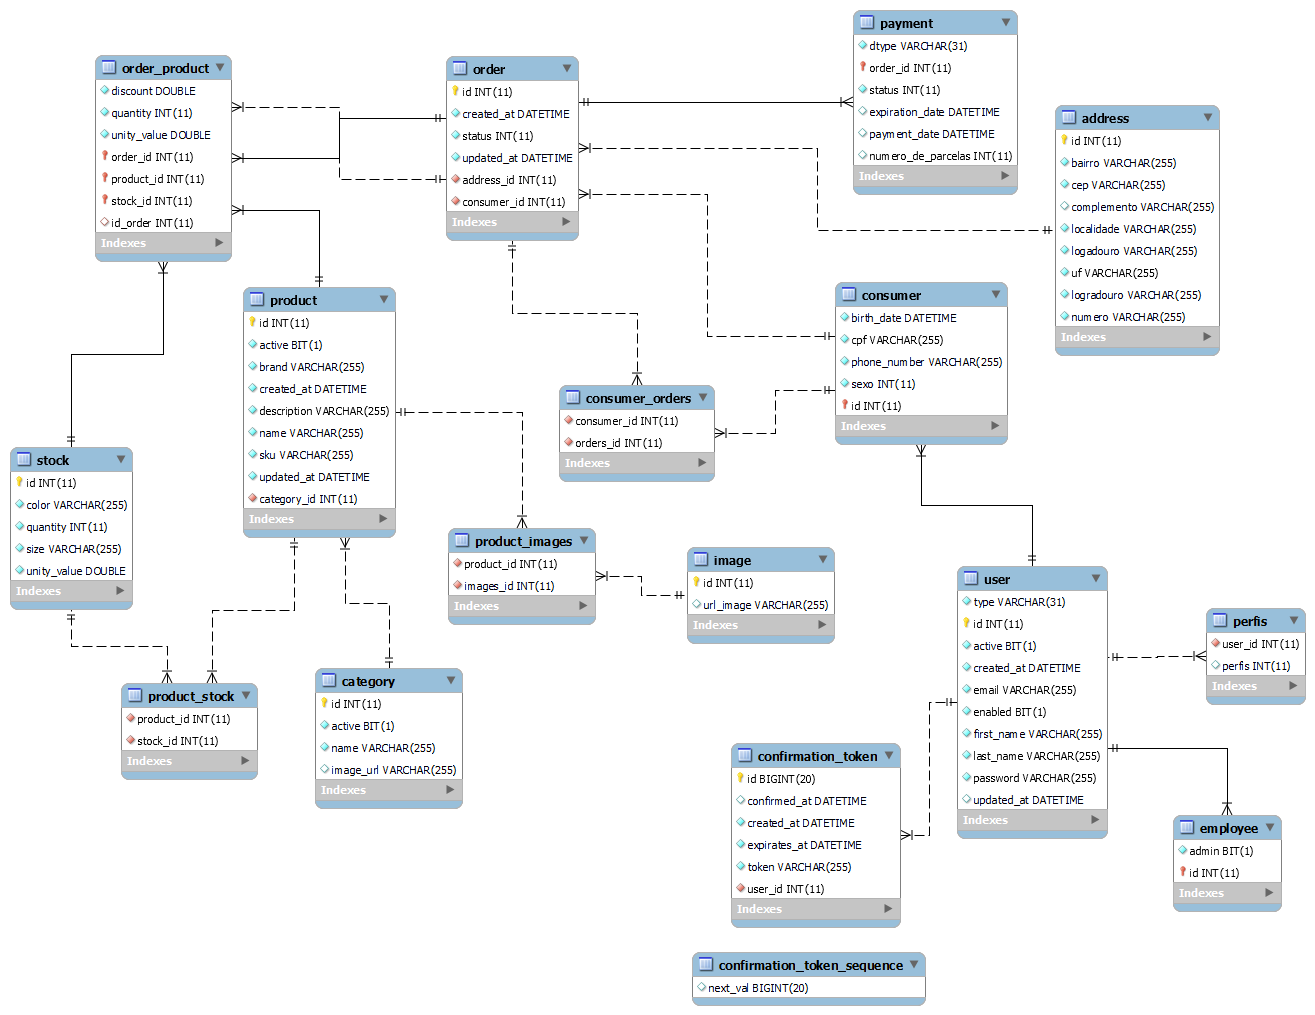 payment
dtype VARCHAR(31)
order_id INT(11)
status INT(11)
expiration_date DATETIME
payment_date DATETIME
numero_de_parcelas INT(11)
Indexes
order_product
discount DOUBLE
quantity INT(11)
unity_value DOUBLE
order_id INT(11)
product_id INT(11)
stock_id INT(11)
id_order INT(11)
Indexes
order
id INT(11)
created_at DATETIME
status INT(11)
updated_at DATETIME
address_id INT(11)
consumer_id INT(11)
Indexes
address
id INT(11)
bairro VARCHAR(255)
cep VARCHAR(255)
complemento VARCHAR(255)
localidade VARCHAR(255)
logadouro VARCHAR(255)
uf VARCHAR(255)
logradouro VARCHAR(255)
numero VARCHAR(255)
Indexes
product
id INT(11)
active BIT(1)
brand VARCHAR(255)
created_at DATETIME
description VARCHAR(255)
name VARCHAR(255)
sku VARCHAR(255)
updated_at DATETIME
category_id INT(11)
Indexes
consumer
birth_date DATETIME
cpf VARCHAR(255)
phone_number VARCHAR(255)
sexo INT(11)
id INT(11)
Indexes
consumer_orders
consumer_id INT(11)
orders_id INT(11)
Indexes
stock
id INT(11)
color VARCHAR(255)
quantity INT(11)
size VARCHAR(255)
unity_value DOUBLE
Indexes
product_images
product_id INT(11)
images_id INT(11)
Indexes
image
id INT(11)
url_image VARCHAR(255)
Indexes
user
type VARCHAR(31)
id INT(11)
active BIT(1)
created_at DATETIME
email VARCHAR(255)
enabled BIT(1)
first_name VARCHAR(255)
last_name VARCHAR(255)
password VARCHAR(255)
updated_at DATETIME
Indexes
perfis
user_id INT(11)
perfis INT(11)
Indexes
product_stock
product_id INT(11)
stock_id INT(11)
Indexes
category
id INT(11)
active BIT(1)
name VARCHAR(255)
image_url VARCHAR(255)
Indexes
confirmation_token
id BIGINT(20)
confirmed_at DATETIME
created_at DATETIME
expirates_at DATETIME
token VARCHAR(255)
user_id INT(11)
Indexes
employee
admin BIT(1)
id INT(11)
Indexes
confirmation_token_sequence
next_val BIGINT(20)